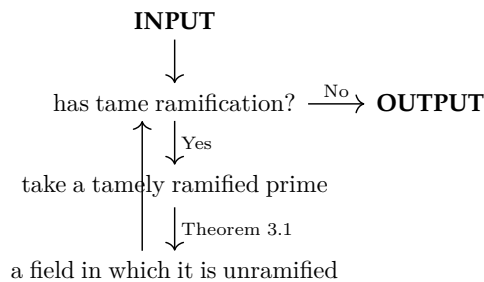 INPUT
has tame ramification? No OUTPUT
Yes
take a tamely ramified prime
Theorem 3.1
a field in which it is unramified